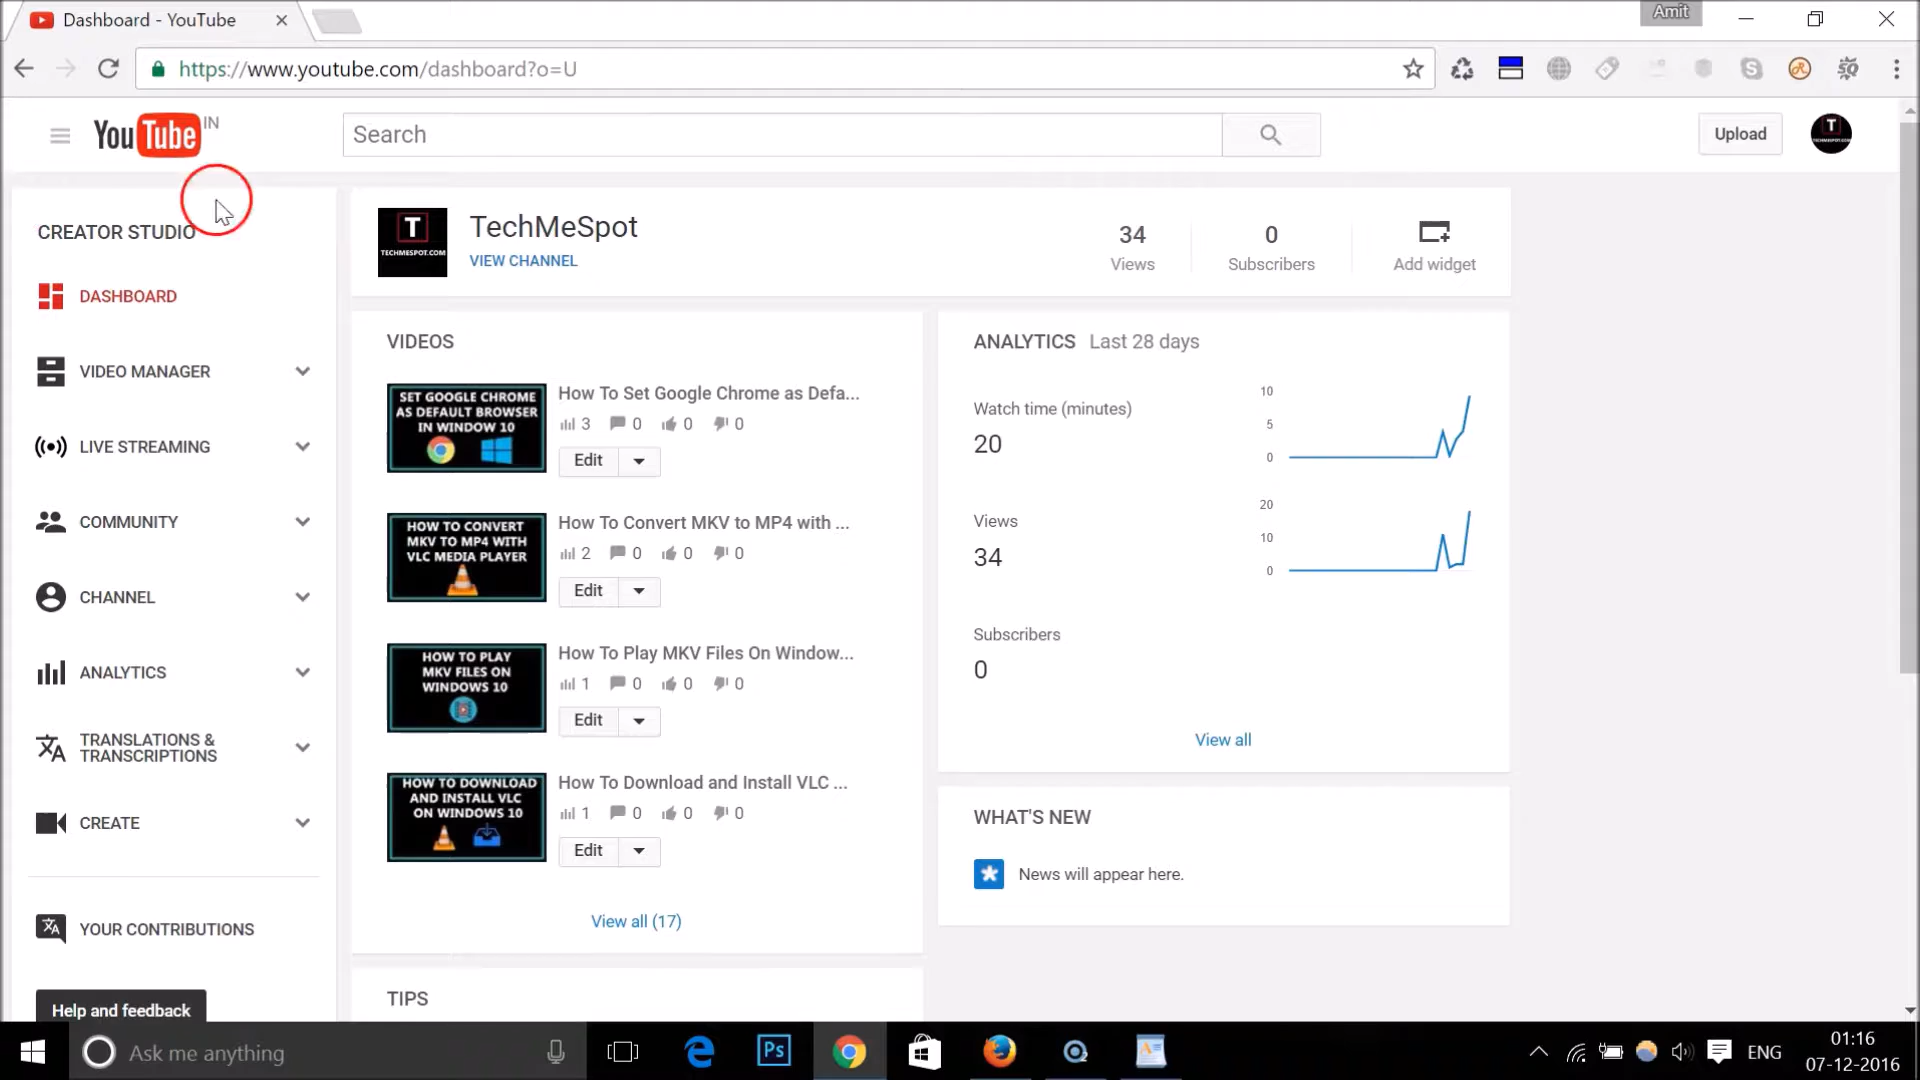 Dashboard - YouTube
Amit
https://www.youtube.com/dashboard?o=U
YouTube IN
Search
Upload
T
TECHMESPOT.COM
CREATOR STUDIO
DASHBOARD
VIDEO MANAGER
LIVE STREAMING
COMMUNITY
CHANNEL
ANALYTICS
TRANSLATIONS &
TRANSCRIPTIONS
CREATE
YOUR CONTRIBUTIONS
Help and feedback
T
TECHMESPOT.COM
TechMeSpot
VIEW CHANNEL
34
Views
0
Subscribers
Add widget
VIDEOS
SET GOOGLE CHROME
AS DEFAULT BROWSER
IN WINDOW 10
How To Set Google Chrome as Defa...
3 0 0 0
Edit
HOW TO CONVERT
MKV TO MP4 WITH
VLC MEDIA PLAYER
How To Convert MKV to MP4 with ...
2 0 0 0
Edit
HOW TO PLAY
MKV FILES ON
WINDOWS 10
How To Play MKV Files On Window...
1 0 0 0
Edit
HOW TO DOWNLOAD
AND INSTALL VLC
ON WINDOWS 10
How To Download and Install VLC ...
1 0 0 0
Edit
View all (17)
TIPS
ANALYTICS Last 28 days
Watch time (minutes)
20
10
5
0
Views
34
20
10
0
Subscribers
0
View all
WHAT'S NEW
News will appear here.
Ask me anything
Ps
ENG
01:16
07-12-2016